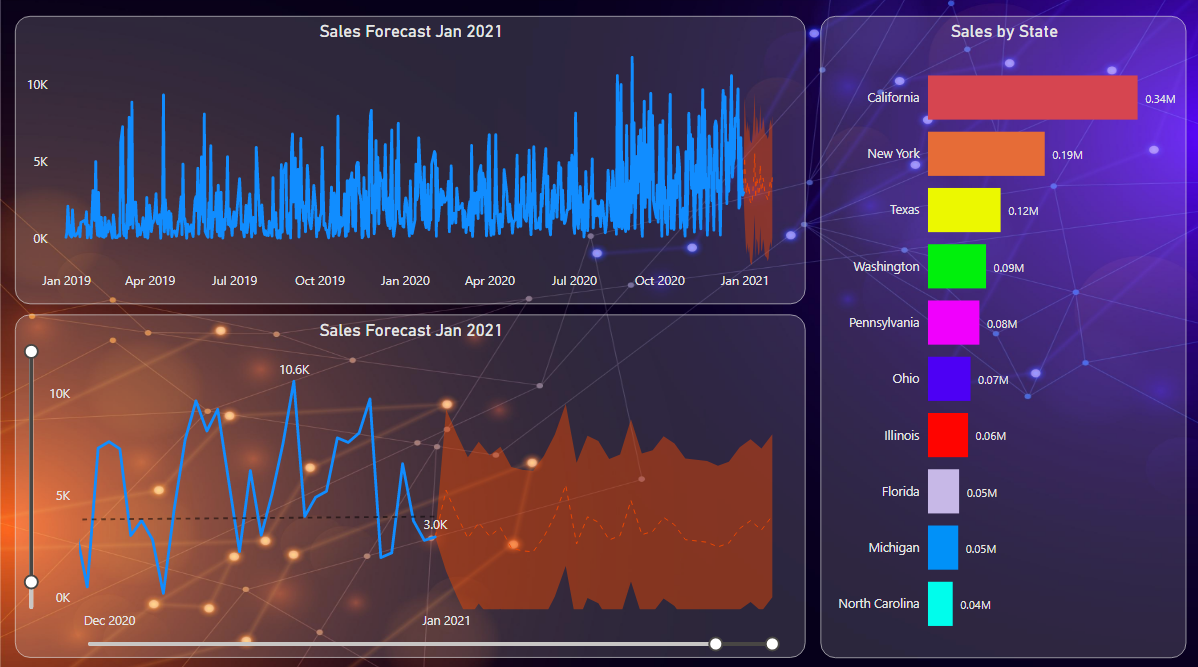 Sales Forecast Jan 2021
10K
5K
0K
Jan 2019 Apr 2019 Jul 2019 Oct 2019 Jan 2020 Apr 2020 Jul 2020 Oct 2020 Jan 2021
Sales Forecast Jan 2021
10.6K
10K
5K
3.0K
0K
Dec 2020 Jan 2021
Sales by State
California 0.34M
New York 0.19M
Texas 0.12M
Washington 0.09M
Pennsylvania 0.08M
Ohio 0.07M
Illinois 0.06M
Florida 0.05M
Michigan 0.05M
North Carolina 0.04M